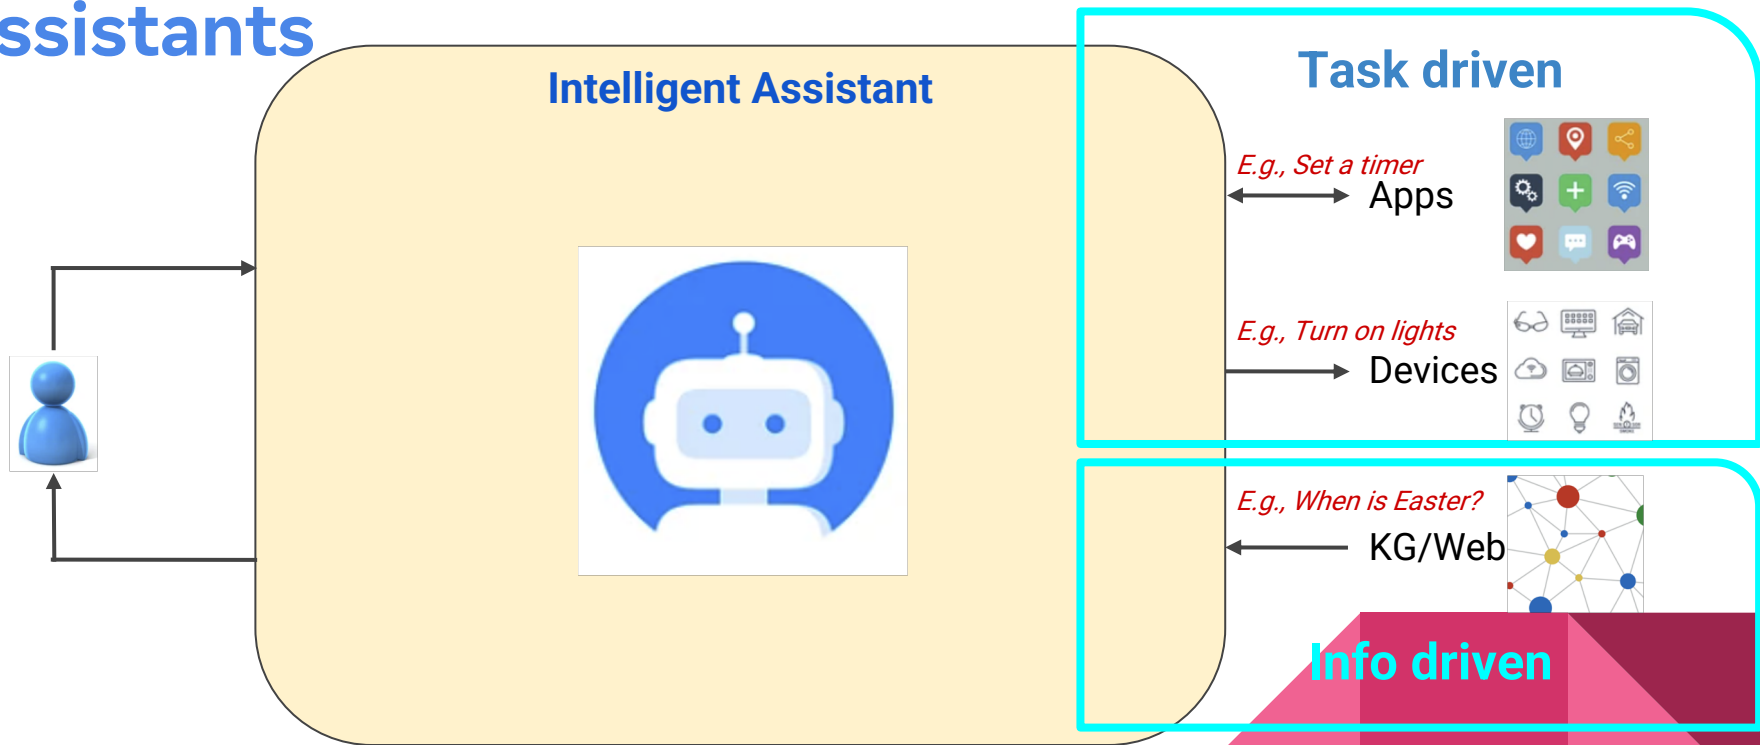 ssistants
Intelligent Assistant
Task driven
E.g., Set a timer
Apps
E.g., Turn on lights
Devices
E.g., When is Easter?
KG/Web
Info driven